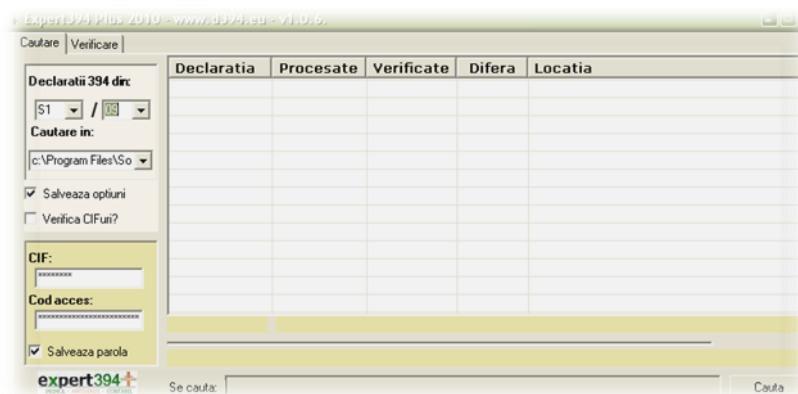 Expert394 Plus 2010 - www.d394.eu - v1.0.6.
Cautare Verificare
Declaratia Procesate Verificate Difera Locatia
Declaratii 394 din:
S1 / 09
Cautare in:
c:\Program Files\So
Salveaza optiuni
Verifica CIFuri?
CIF:
xxxxxxxx
Cod acces:
Salveaza parola
expert394+
Se cauta: Cauta